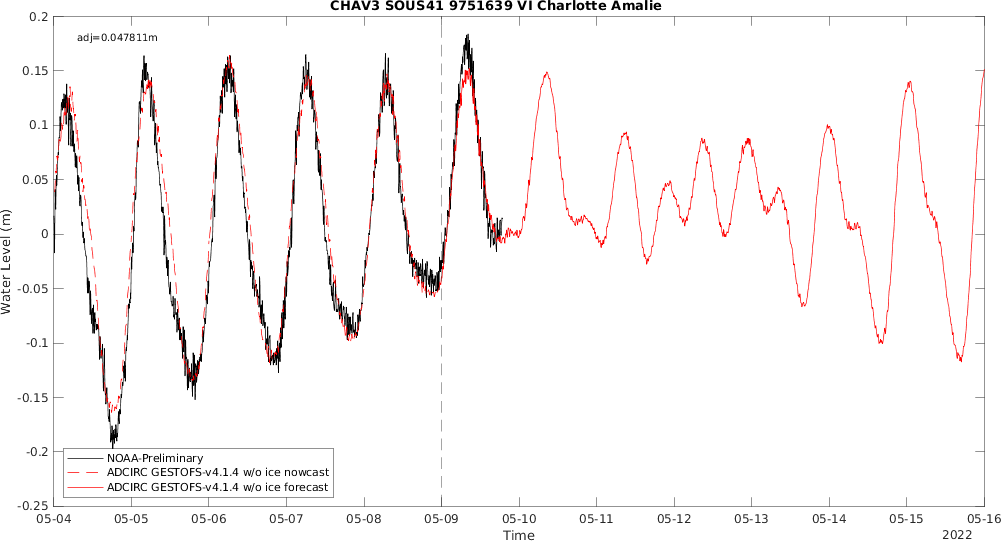 CHAV3 SOUS41 9751639 VI Charlotte Amalie
adj=0.047811m
0.2
0.15
0.1
0.05
0
-0.05
-0.1
-0.15
-0.2
-0.25
Water Level (m)
NOAA-Preliminary
ADCIRC GESTOFS-v4.1.4 w/o ice nowcast
ADCIRC GESTOFS-v4.1.4 w/o ice forecast
05-04 05-05 05-06 05-07 05-08 05-09 05-10 05-11 05-12 05-13 05-14 05-15 05-16
Time
2022